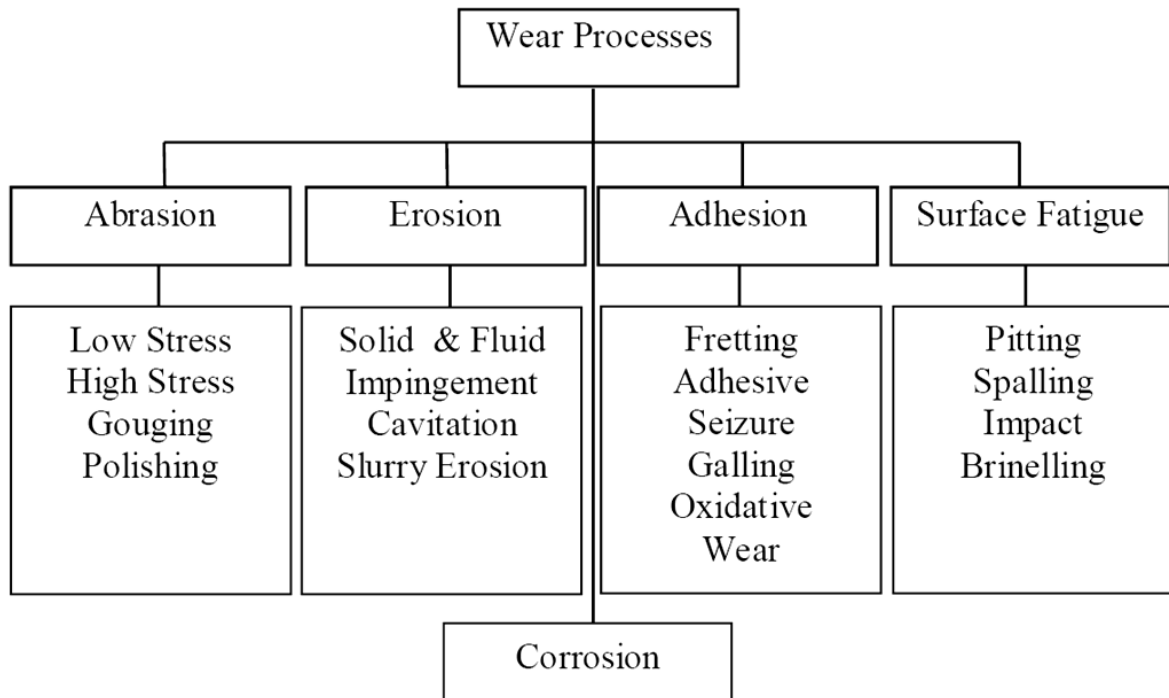 Wear Processes
Abrasion
Low Stress
High Stress
Gouging
Polishing
Erosion
Solid & Fluid
Impingement
Cavitation
Slurry Erosion
Adhesion
Fretting
Adhesive
Seizure
Galling
Oxidative
Wear
Surface Fatigue
Pitting
Spalling
Impact
Brinelling
Corrosion